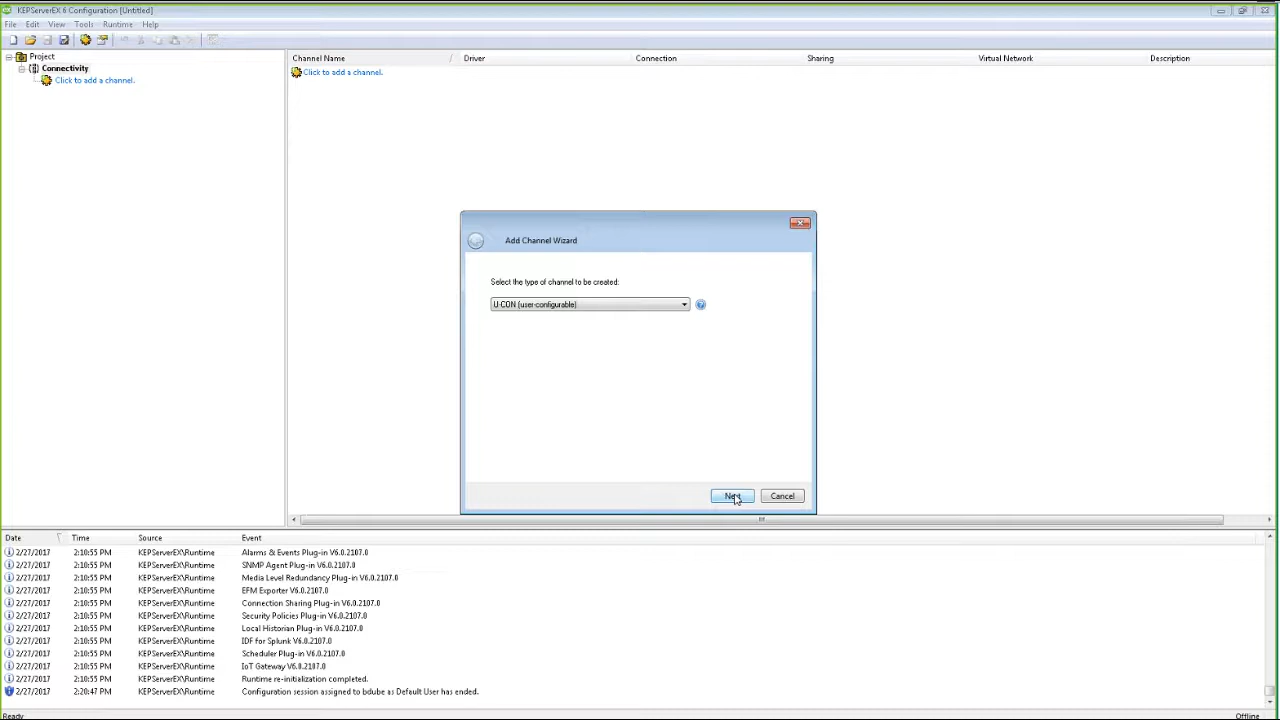 KEPServerEX 6 Configuration [Untitled]
File Edit View Tools Runtime Help
Project
Connectivity
Click to add a channel.
Channel Name / Driver Connection Sharing Virtual Network Description
Click to add a channel.
Add Channel Wizard
Select the type of channel to be created:
U-CON (user-configurable)
Next Cancel
Date Time Source Event
2/27/2017 2:10:55 PM KEPServerEX\Runtime Alarms & Events Plug-in V6.0.2107.0
2/27/2017 2:10:55 PM KEPServerEX\Runtime SNMP Agent Plug-in V6.0.2107.0
2/27/2017 2:10:55 PM KEPServerEX\Runtime Media Level Redundancy Plug-in V6.0.2107.0
2/27/2017 2:10:55 PM KEPServerEX\Runtime EFM Exporter V6.0.2107.0
2/27/2017 2:10:55 PM KEPServerEX\Runtime Connection Sharing Plug-in V6.0.2107.0
2/27/2017 2:10:55 PM KEPServerEX\Runtime Security Policies Plug-in V6.0.2107.0
2/27/2017 2:10:55 PM KEPServerEX\Runtime Local Historian Plug-in V6.0.2107.0
2/27/2017 2:10:55 PM KEPServerEX\Runtime IDF for Splunk V6.0.2107.0
2/27/2017 2:10:55 PM KEPServerEX\Runtime Scheduler Plug-in V6.0.2107.0
2/27/2017 2:10:55 PM KEPServerEX\Runtime IoT Gateway V6.0.2107.0
2/27/2017 2:10:55 PM KEPServerEX\Runtime Runtime re-initialization completed.
2/27/2017 2:20:47 PM KEPServerEX\Runtime Configuration session assigned to bdube as Default User has ended.
Ready Offline